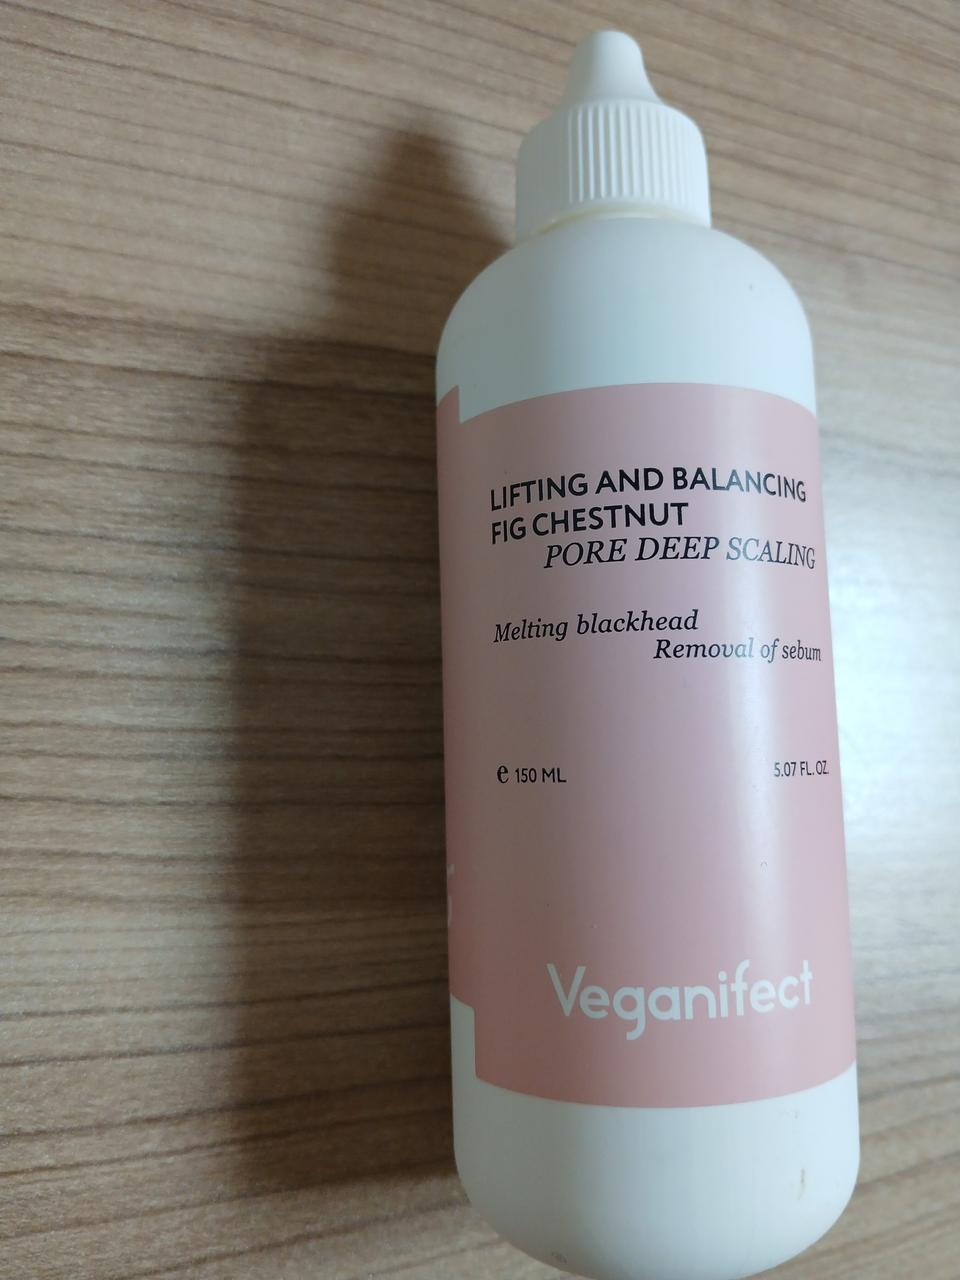 LIFTING AND BALANCING
FIG CHESTNUT
PORE DEEP SCALING
Melting blackhead
Removal of sebum
e 150 ML
5.07 FL. OZ.
Veganifect